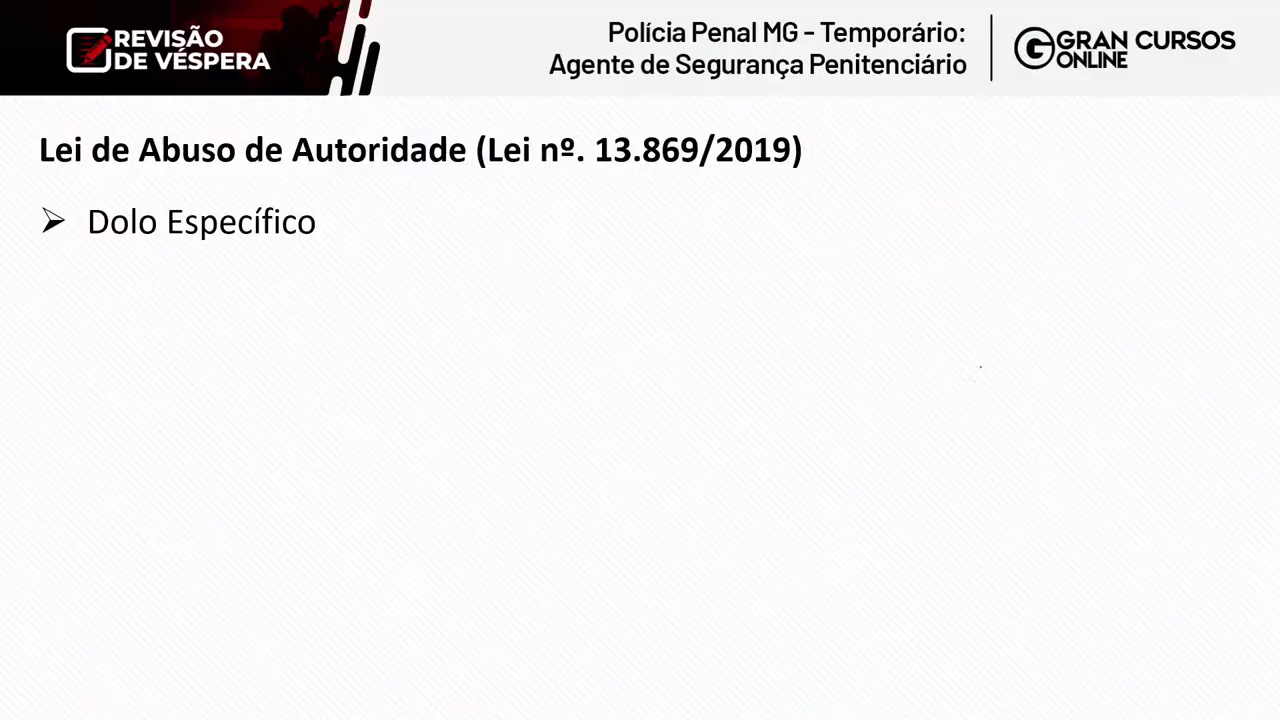 REVISÃO
DE VÉSPERA
Polícia Penal MG - Temporário:
Agente de Segurança Penitenciário
GRAN CURSOS
ONLINE
Lei de Abuso de Autoridade (Lei nº. 13.869/2019)
➢ Dolo Específico